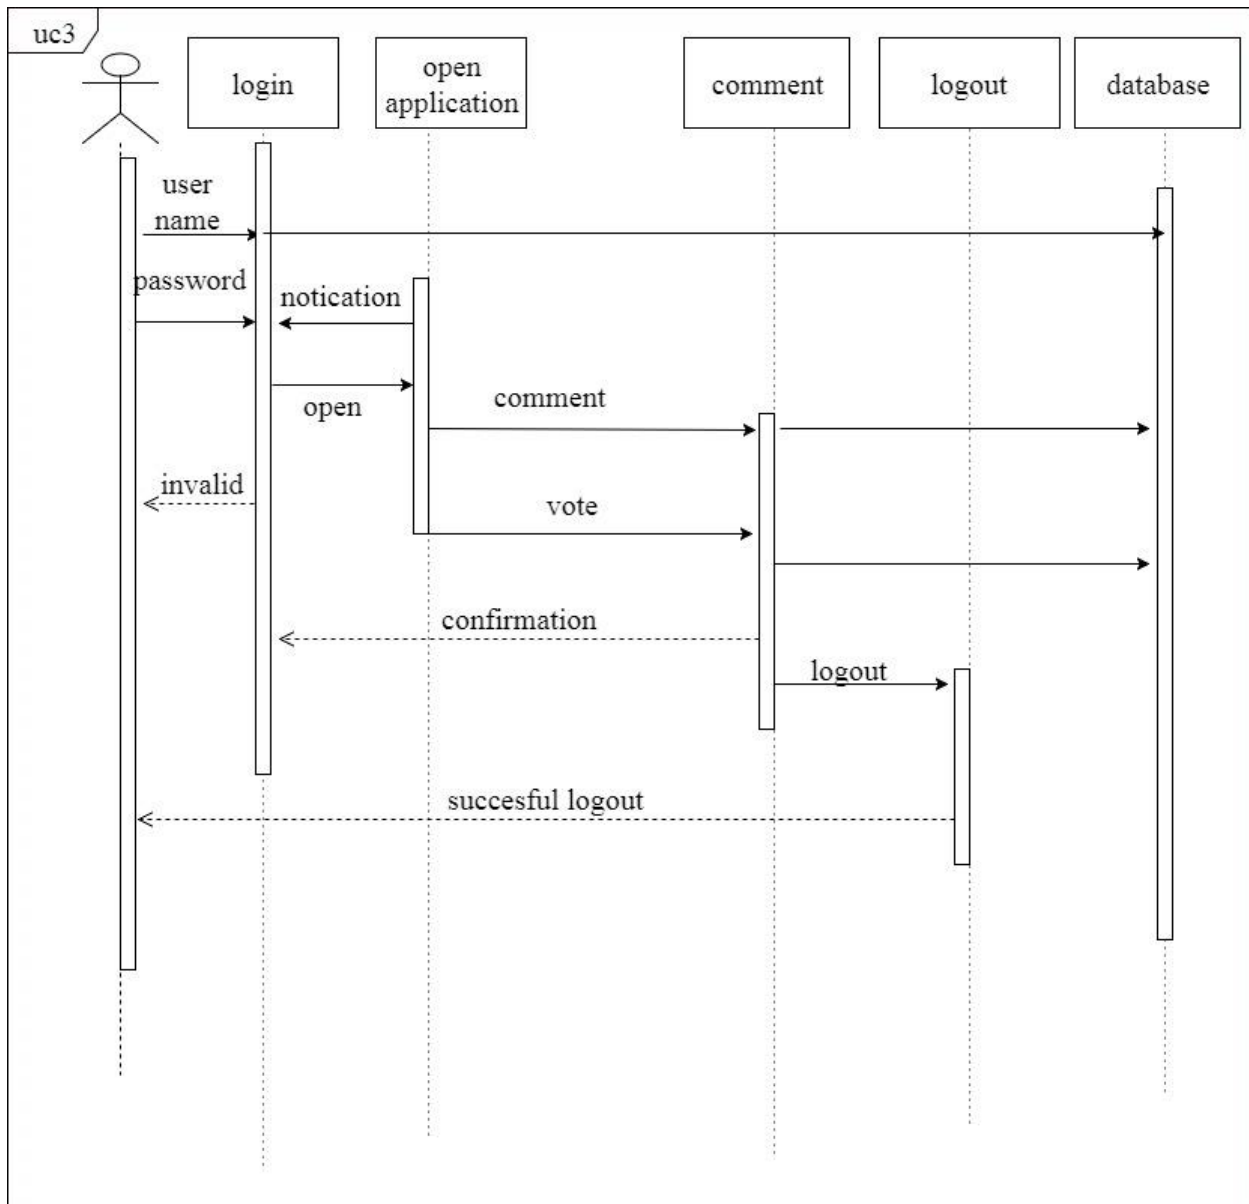 uc3
login
open
application
comment
logout
database
user
name
password
notication
open
comment
invalid
vote
confirmation
logout
succesful logout